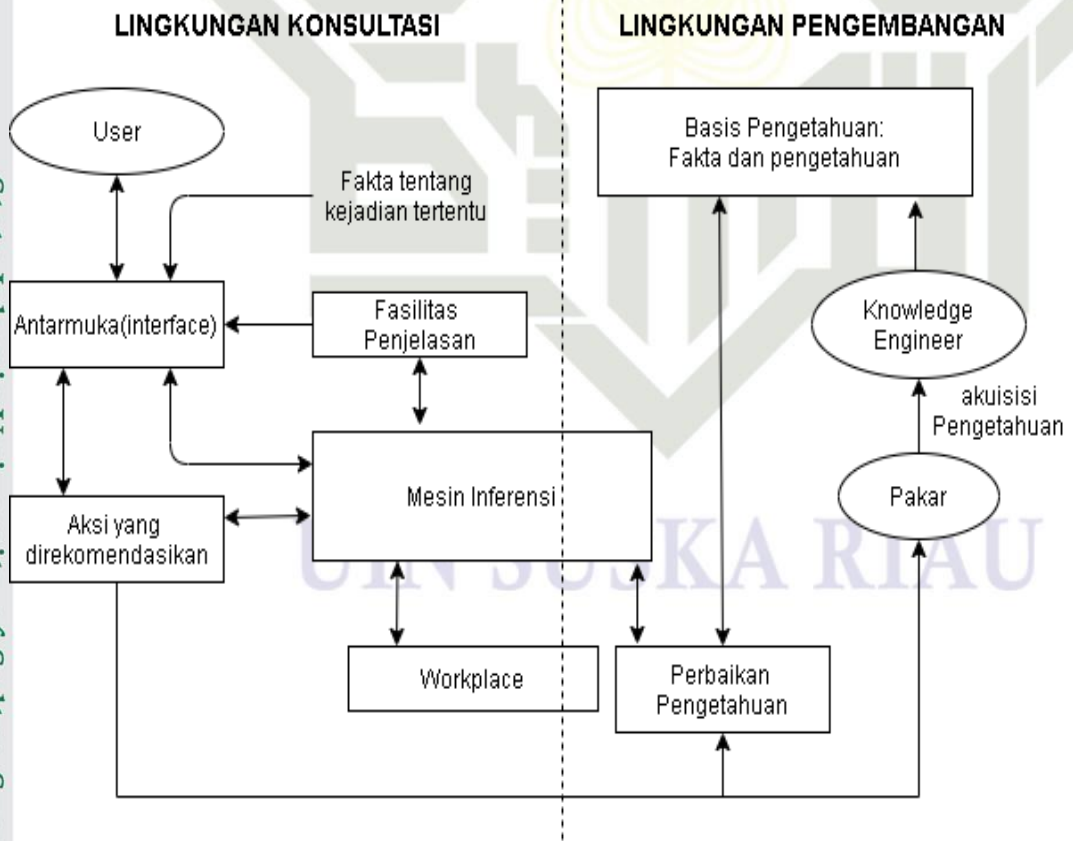 LINGKUNGAN KONSULTASI
LINGKUNGAN PENGEMBANGAN
User
Fakta tentang
kejadian tertentu
Basis Pengetahuan:
Fakta dan pengetahuan
Antarmuka(interface)
Fasilitas
Penjelasan
Knowledge
Engineer
akuisisi
Pengetahuan
Mesin Inferensi
Pakar
Aksi yang
direkomendasikan
UIN SUSKA RIAU
Workplace
Perbaikan
Pengetahuan